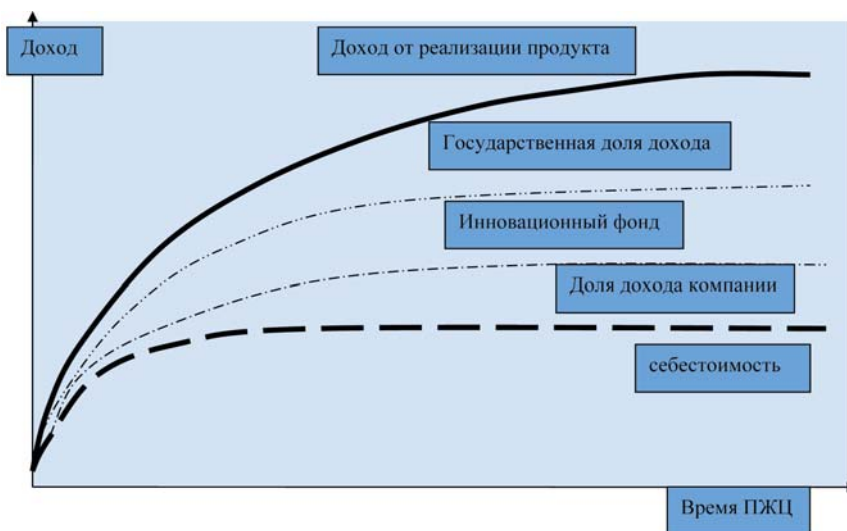 Доход
Доход от реализации продукта
Государственная доля дохода
Инновационный фонд
Доля дохода компании
себестоимость
Время ПЖЦ